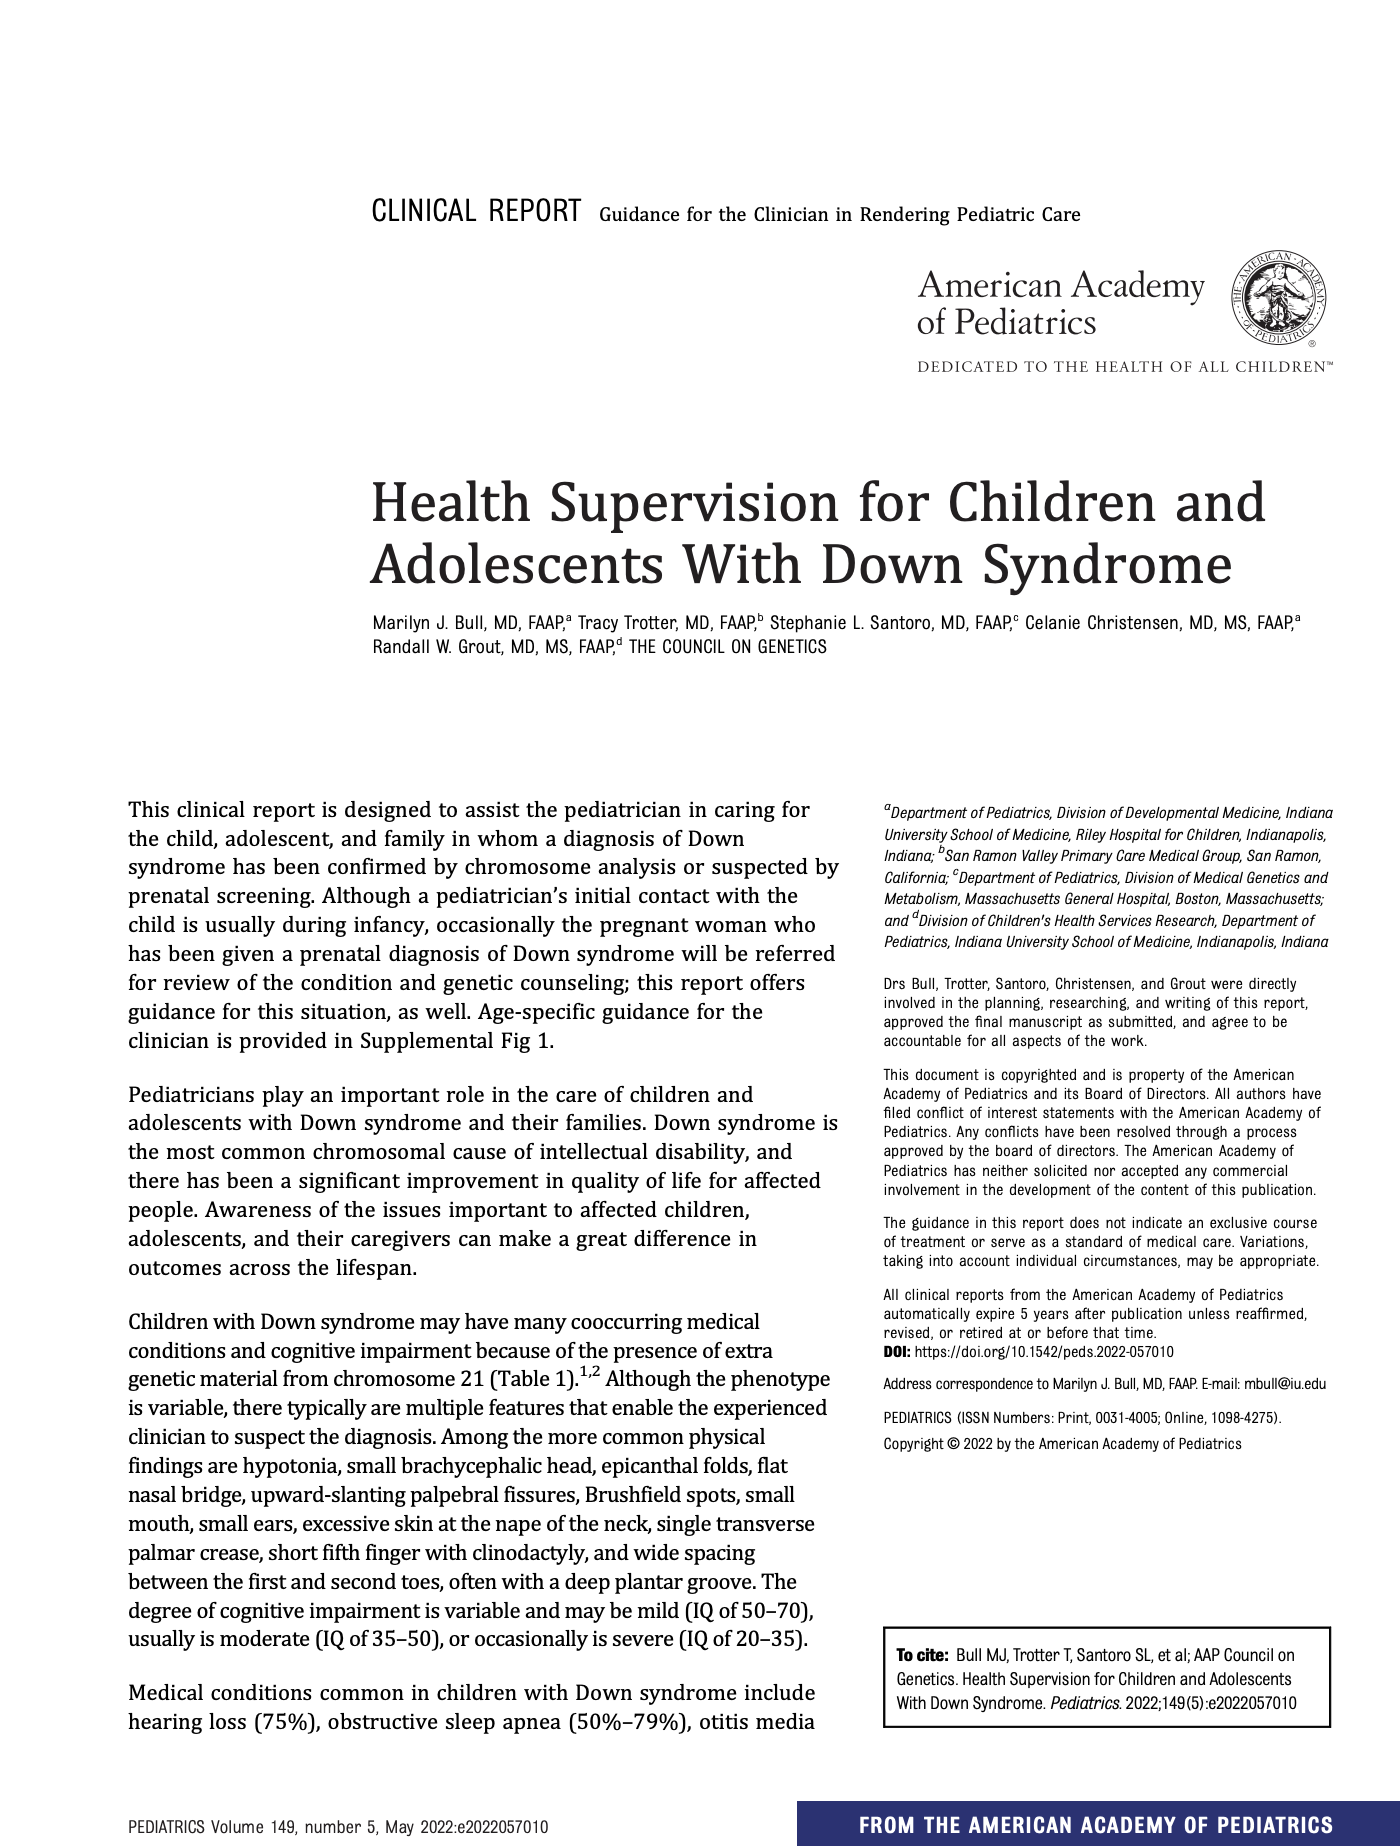 CLINICAL REPORT Guidance for the Clinician in Rendering Pediatric Care
American Academy
of Pediatrics
THE · AMERICAN · ACADEMY · OF · PEDIATRICS ·
®
DEDICATED TO THE HEALTH OF ALL CHILDREN™
Health Supervision for Children and
Adolescents With Down Syndrome
Marilyn J. Bull, MD, FAAP,a Tracy Trotter, MD, FAAP,b Stephanie L. Santoro, MD, FAAP,c Celanie Christensen, MD, MS, FAAP,a
Randall W. Grout, MD, MS, FAAP,d THE COUNCIL ON GENETICS
This clinical report is designed to assist the pediatrician in caring for
the child, adolescent, and family in whom a diagnosis of Down
syndrome has been confirmed by chromosome analysis or suspected by
prenatal screening. Although a pediatrician's initial contact with the
child is usually during infancy, occasionally the pregnant woman who
has been given a prenatal diagnosis of Down syndrome will be referred
for review of the condition and genetic counseling; this report offers
guidance for this situation, as well. Age-specific guidance for the
clinician is provided in Supplemental Fig 1.
Pediatricians play an important role in the care of children and
adolescents with Down syndrome and their families. Down syndrome is
the most common chromosomal cause of intellectual disability, and
there has been a significant improvement in quality of life for affected
people. Awareness of the issues important to affected children,
adolescents, and their caregivers can make a great difference in
outcomes across the lifespan.
Children with Down syndrome may have many cooccurring medical
conditions and cognitive impairment because of the presence of extra
genetic material from chromosome 21 (Table 1).1,2 Although the phenotype
is variable, there typically are multiple features that enable the experienced
clinician to suspect the diagnosis. Among the more common physical
findings are hypotonia, small brachycephalic head, epicanthal folds, flat
nasal bridge, upward-slanting palpebral fissures, Brushfield spots, small
mouth, small ears, excessive skin at the nape of the neck, single transverse
palmar crease, short fifth finger with clinodactyly, and wide spacing
between the first and second toes, often with a deep plantar groove. The
degree of cognitive impairment is variable and may be mild (IQ of 50–70),
usually is moderate (IQ of 35–50), or occasionally is severe (IQ of 20–35).
Medical conditions common in children with Down syndrome include
hearing loss (75%), obstructive sleep apnea (50%–79%), otitis media
aDepartment of Pediatrics, Division of Developmental Medicine, Indiana
University School of Medicine, Riley Hospital for Children, Indianapolis,
Indiana; bSan Ramon Valley Primary Care Medical Group, San Ramon,
California; cDepartment of Pediatrics, Division of Medical Genetics and
Metabolism, Massachusetts General Hospital, Boston, Massachusetts;
and dDivision of Children's Health Services Research, Department of
Pediatrics, Indiana University School of Medicine, Indianapolis, Indiana
Drs Bull, Trotter, Santoro, Christensen, and Grout were directly
involved in the planning, researching, and writing of this report,
approved the final manuscript as submitted, and agree to be
accountable for all aspects of the work.
This document is copyrighted and is property of the American
Academy of Pediatrics and its Board of Directors. All authors have
filed conflict of interest statements with the American Academy of
Pediatrics. Any conflicts have been resolved through a process
approved by the board of directors. The American Academy of
Pediatrics has neither solicited nor accepted any commercial
involvement in the development of the content of this publication.
The guidance in this report does not indicate an exclusive course
of treatment or serve as a standard of medical care. Variations,
taking into account individual circumstances, may be appropriate.
All clinical reports from the American Academy of Pediatrics
automatically expire 5 years after publication unless reaffirmed,
revised, or retired at or before that time.
DOI: https://doi.org/10.1542/peds.2022-057010
Address correspondence to Marilyn J. Bull, MD, FAAP. E-mail: mbull@iu.edu
PEDIATRICS (ISSN Numbers: Print, 0031-4005; Online, 1098-4275).
Copyright © 2022 by the American Academy of Pediatrics
To cite: Bull MJ, Trotter T, Santoro SL, et al; AAP Council on
Genetics. Health Supervision for Children and Adolescents
With Down Syndrome. Pediatrics. 2022;149(5):e2022057010
PEDIATRICS Volume 149, number 5, May 2022:e2022057010
FROM THE AMERICAN ACADEMY OF PEDIATRICS